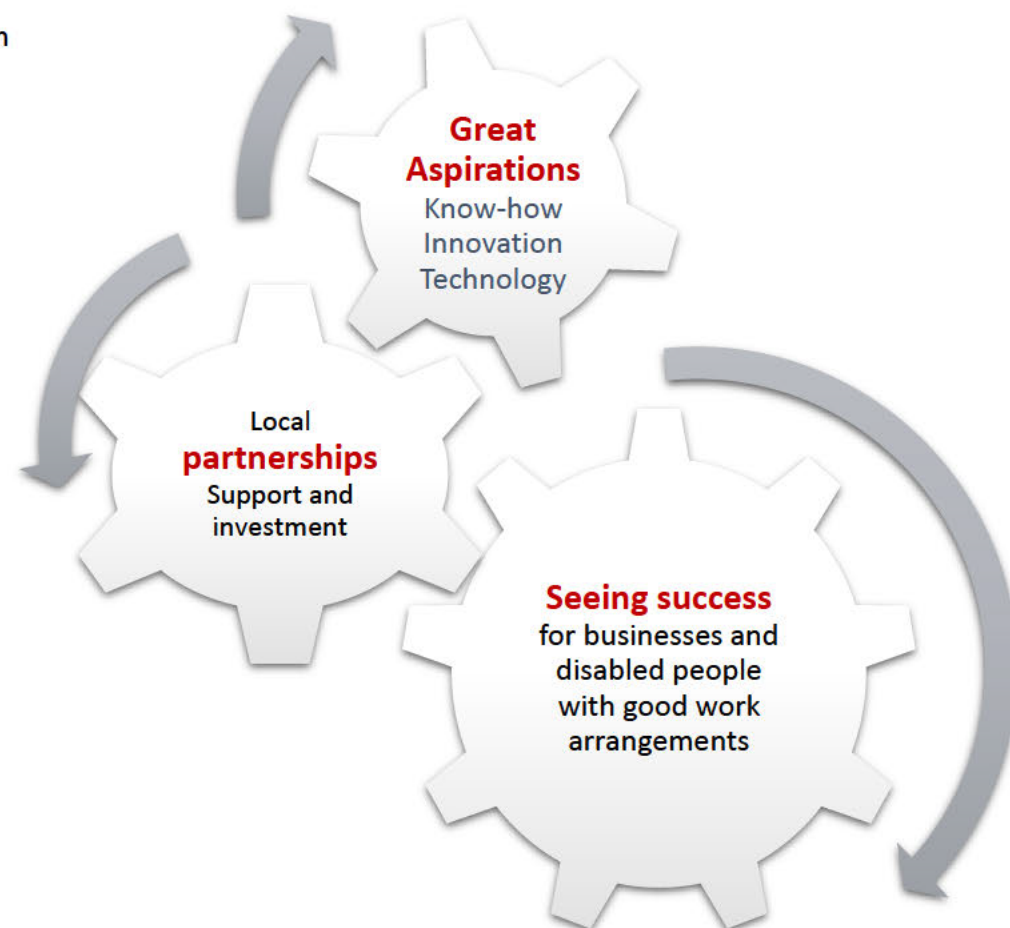 Great
Aspirations
Know-how
Innovation
Technology
Local
partnerships
Support and
investment
Seeing success
for businesses and
disabled people
with good work
arrangements